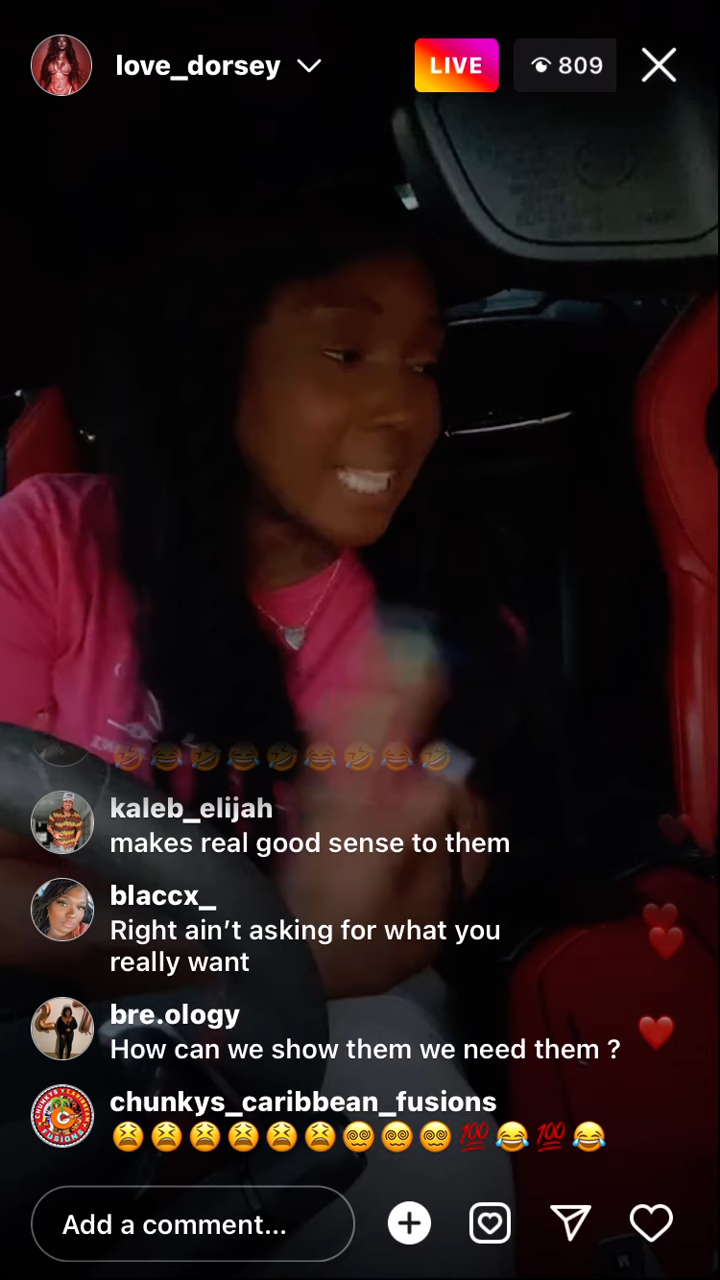 love_dorsey
LIVE
809
🤣😂🤣😂🤣😂🤣😂🤣
kaleb_elijah
makes real good sense to them
blaccx_
Right ain’t asking for what you
really want
bre.ology
How can we show them we need them ?
chunkys_caribbean_fusions
😫😫😫😫😫😫😵‍💫😵‍💫😵‍💫💯😂💯😂
Add a comment...